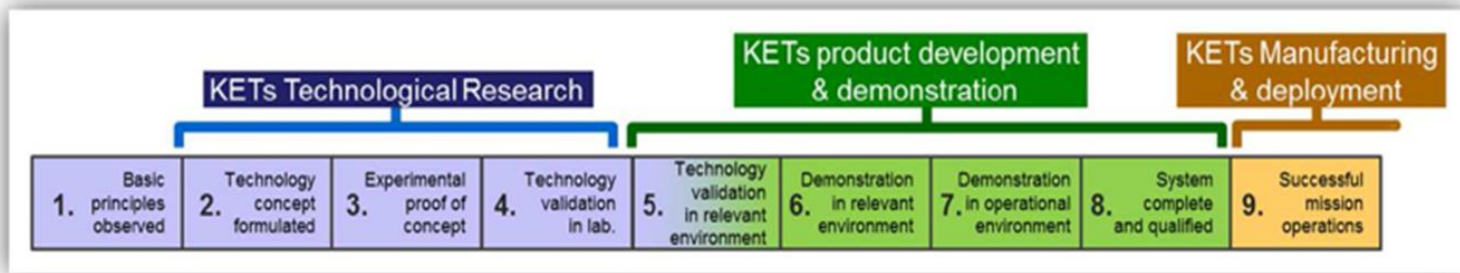 KETs Technological Research
KETs product development
& demonstration
KETs Manufacturing
& deployment
1. Basic
principles
observed
2. Technology
concept
formulated
3. Experimental
proof of
concept
4. Technology
validation
in lab.
5. Technology
validation
in relevant
environment
6. Demonstration
in relevant
environment
7. Demonstration
in operational
environment
8. System
complete
and qualified
9. Successful
mission
operations